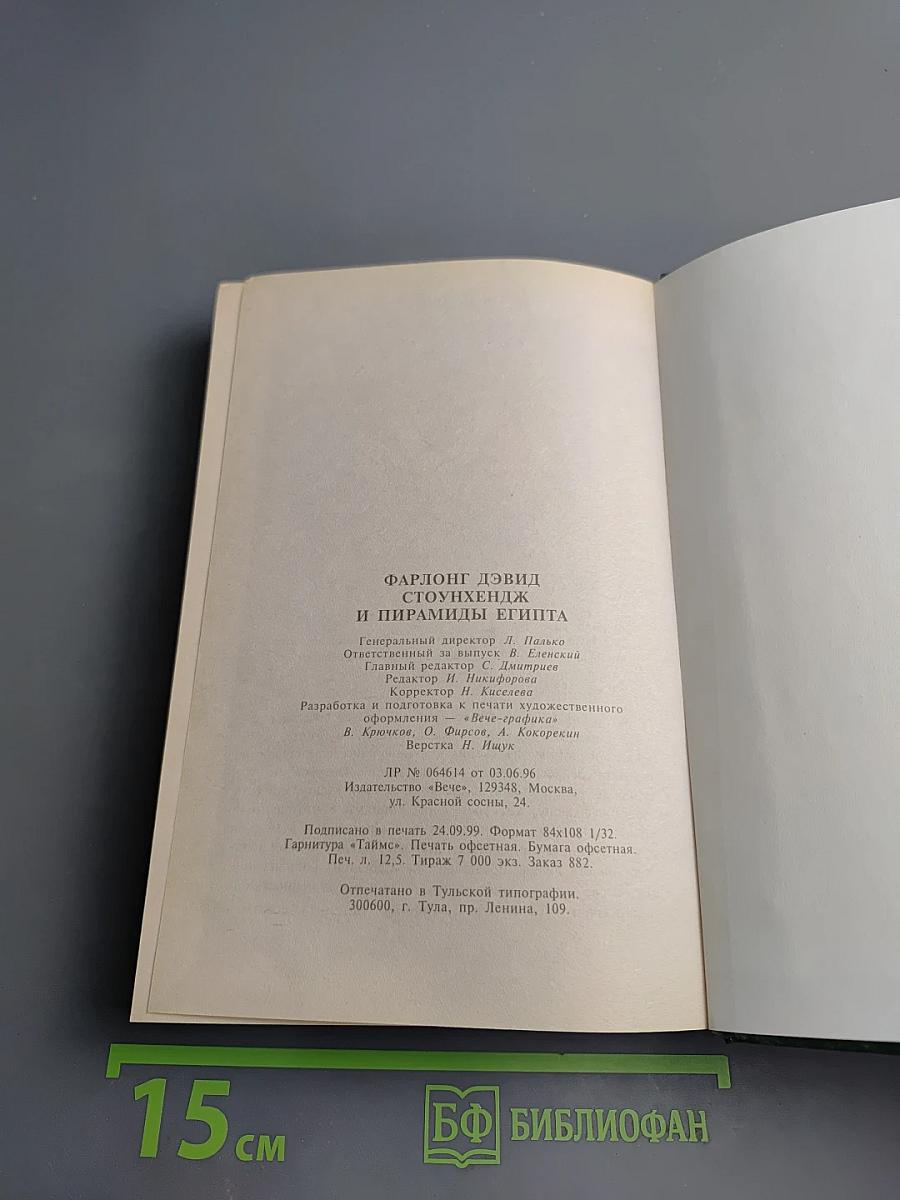 ФАРЛОНГ ДЭВИД
СТОУНХЕНДЖ
И ПИРАМИДЫ ЕГИПТА
Генеральный директор Л. Палько
Ответственный за выпуск В. Еленский
Главный редактор С. Дмитриев
Редактор И. Никифорова
Корректор Н. Киселева
Разработка и подготовка к печати художественного
оформления — «Вече-графика»
В. Крючков, О. Фирсов, А. Кокорекин
Верстка Н. Ищук
ЛР № 064614 от 03.06.96
Издательство «Вече», 129348, Москва,
ул. Красной сосны, 24.
Подписано в печать 24.09.99. Формат 84х108 1/32.
Гарнитура «Таймс». Печать офсетная. Бумага офсетная.
Печ. л. 12,5. Тираж 7 000 экз. Заказ 882.
Отпечатано в Тульской типографии.
300600, г. Тула, пр. Ленина, 109.
15 см
БФ БИБЛИОФАН